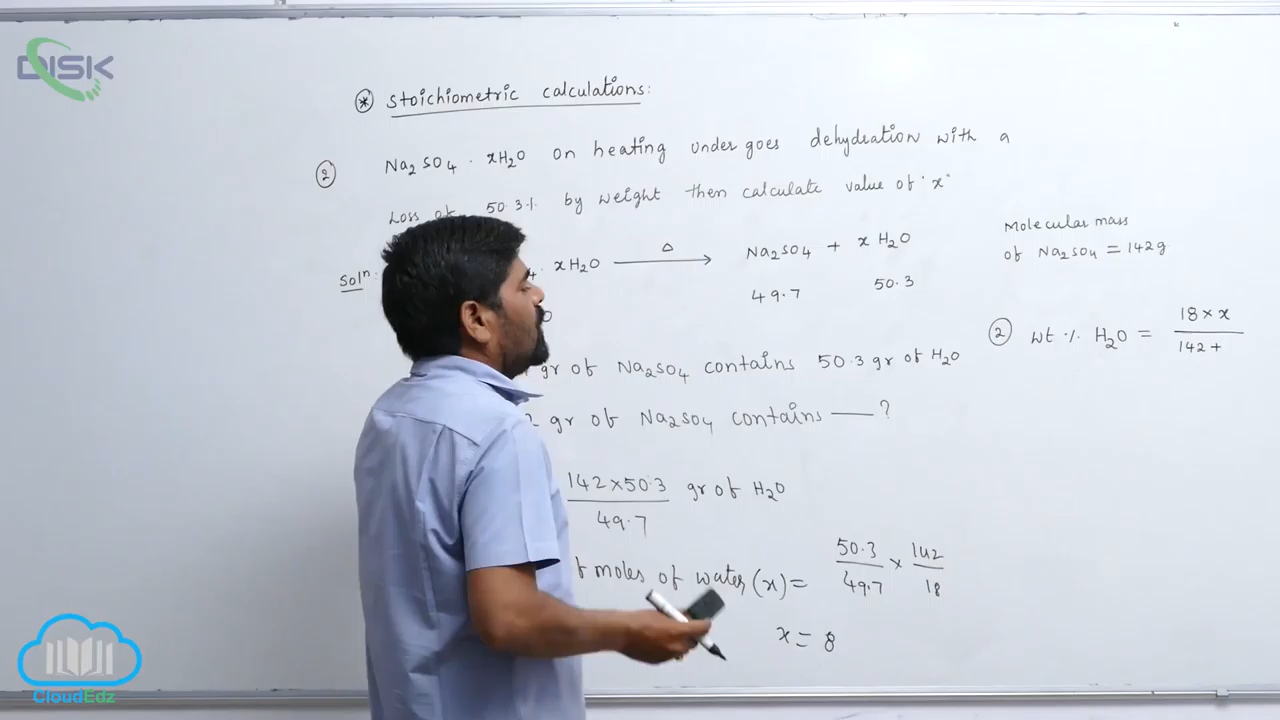 DISK
* Stoichiometric calculations:
2 Na2SO4 . xH2O on heating under goes dehydration with a
Loss of 50.3% by weight then calculate value of 'x'
Soln: xH2O Δ → Na2SO4 + x H2O
49.7 50.3
gr of Na2SO4 contains 50.3 gr of H2O
gr of Na2SO4 contains — ?
142×50.3 / 49.7 gr of H2O
moles of water (x) = 50.3/49.7 × 142/18
x = 8
Molecular mass
of Na2SO4 = 142g
2 wt % H2O = 18 × x / 142 +
CloudEdz